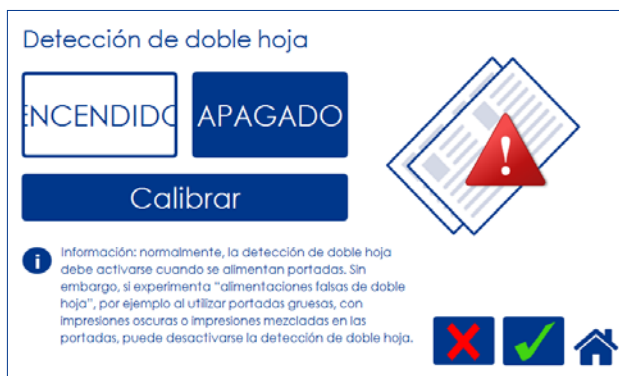 Detección de doble hoja
ENCENDIDO
APAGADO
Calibrar
Información: normalmente, la detección de doble hoja
debe activarse cuando se alimentan portadas. Sin
embargo, si experimenta “alimentaciones falsas de doble
hoja”, por ejemplo al utilizar portadas gruesas, con
impresiones oscuras o impresiones mezcladas en las
portadas, puede desactivarse la detección de doble hoja.